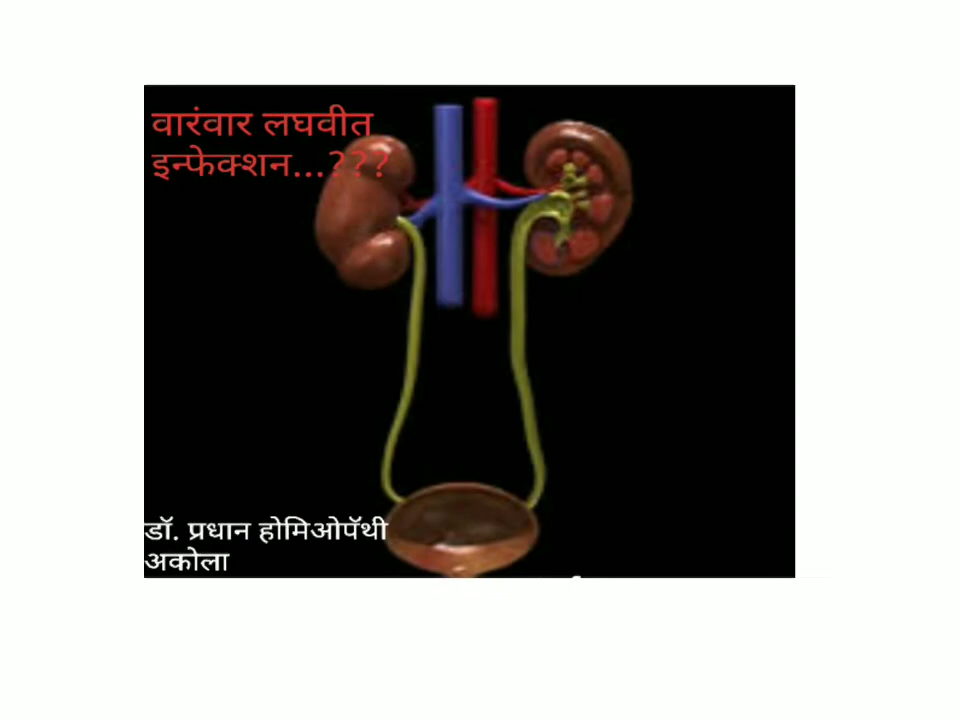 वारंवार लघवीत
इन्फेक्शन...???
डॉ. प्रधान होमिओपॅथी
अकोला